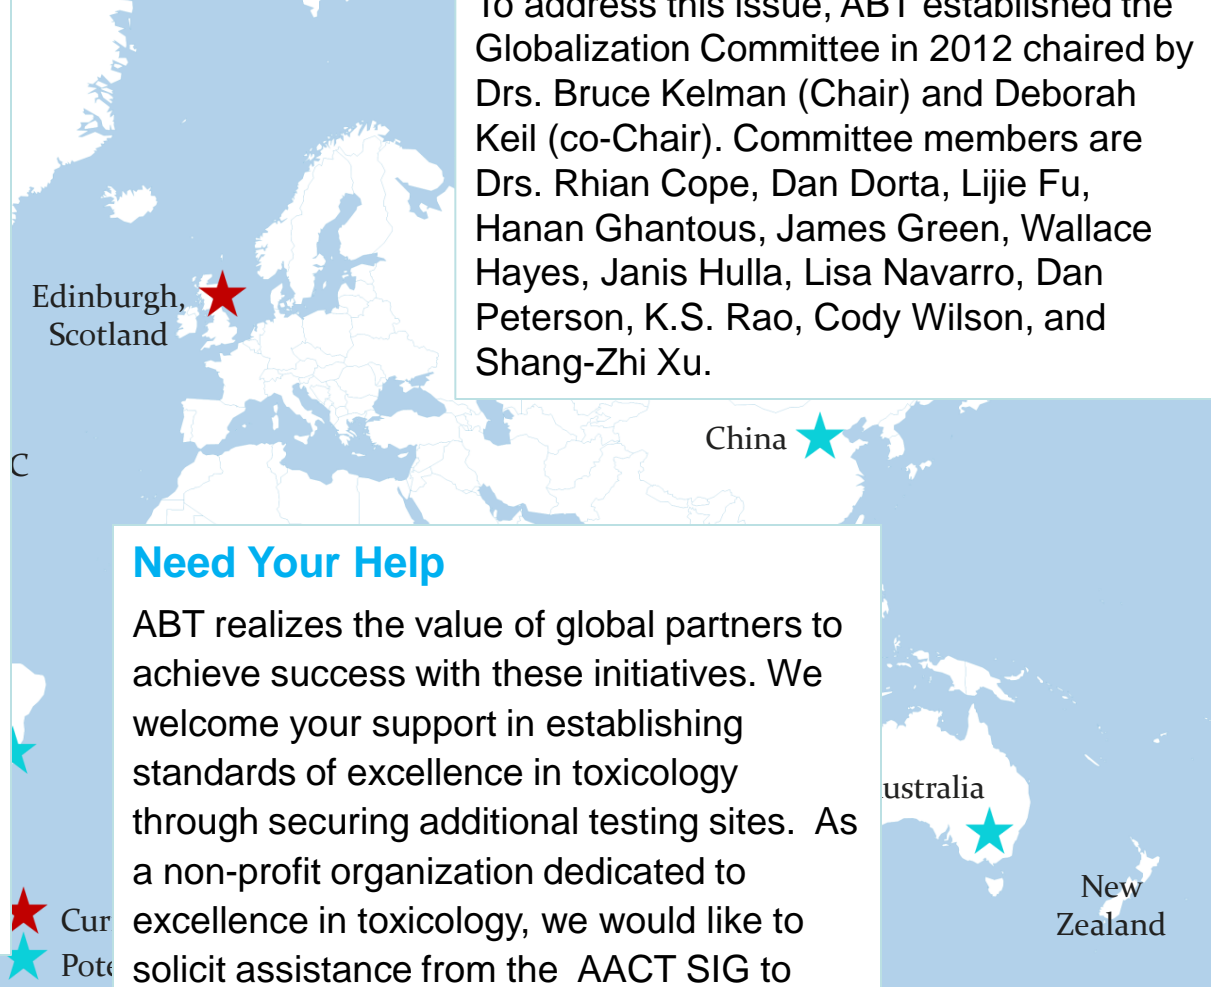 To address this issue, ABT established the
Globalization Committee in 2012 chaired by
Drs. Bruce Kelman (Chair) and Deborah
Keil (co-Chair). Committee members are
Drs. Rhian Cope, Dan Dorta, Lijie Fu,
Hanan Ghantous, James Green, Wallace
Hayes, Janis Hulla, Lisa Navarro, Dan
Peterson, K.S. Rao, Cody Wilson, and
Shang-Zhi Xu.
Edinburgh,
Scotland
China
C
Need Your Help
ABT realizes the value of global partners to
achieve success with these initiatives. We
welcome your support in establishing
standards of excellence in toxicology
through securing additional testing sites.  As
a non-profit organization dedicated to
excellence in toxicology, we would like to
solicit assistance from the  AACT SIG to
ustralia
New
Zealand
Cur
Pote